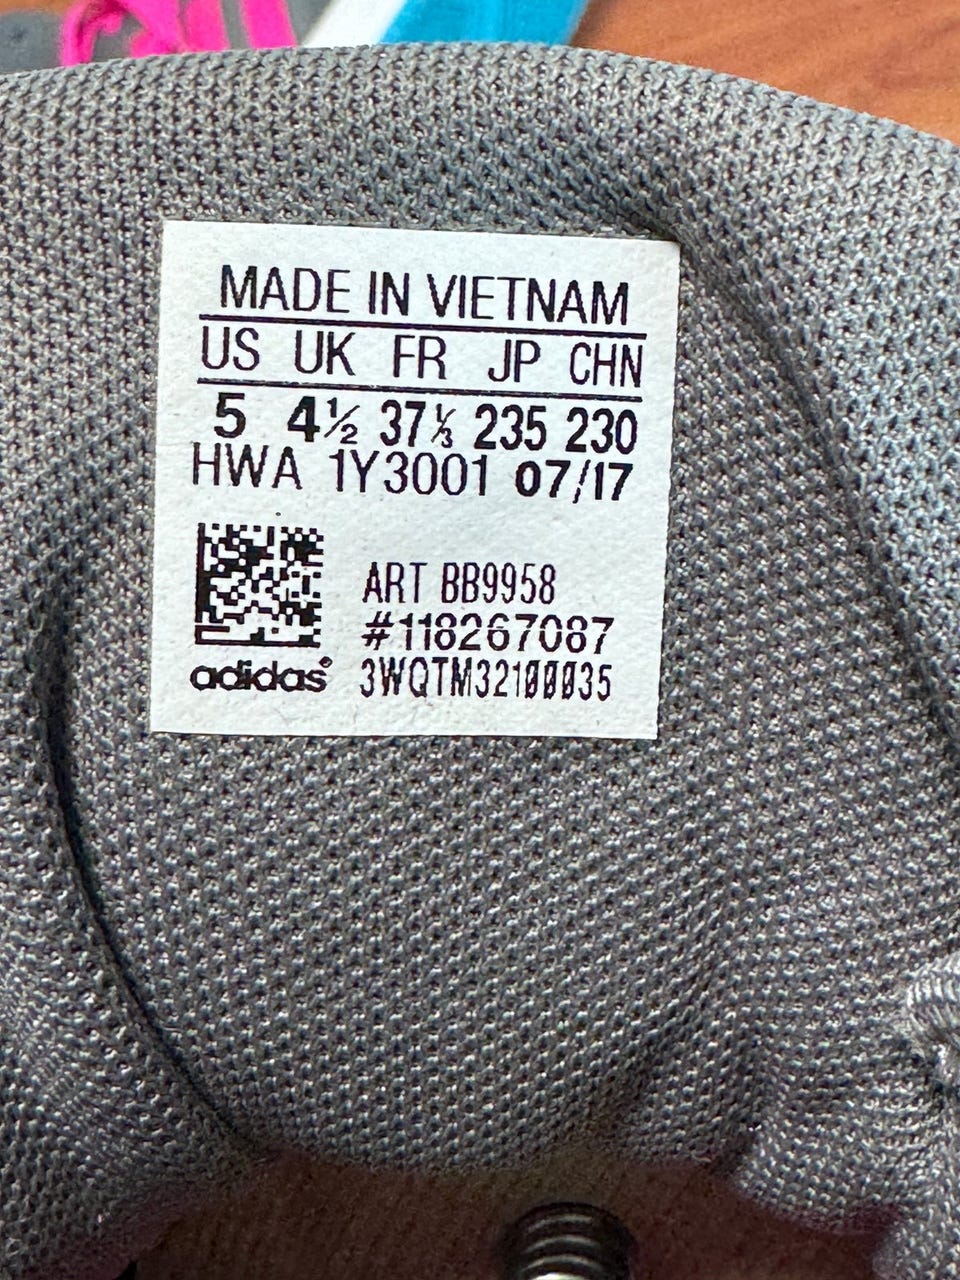 MADE IN VIETNAM
US UK FR JP CHN
5 4½ 37⅓ 235 230
HWA 1Y3001 07/17
ART BB9958
#118267087
adidas® 3WQTM32100035